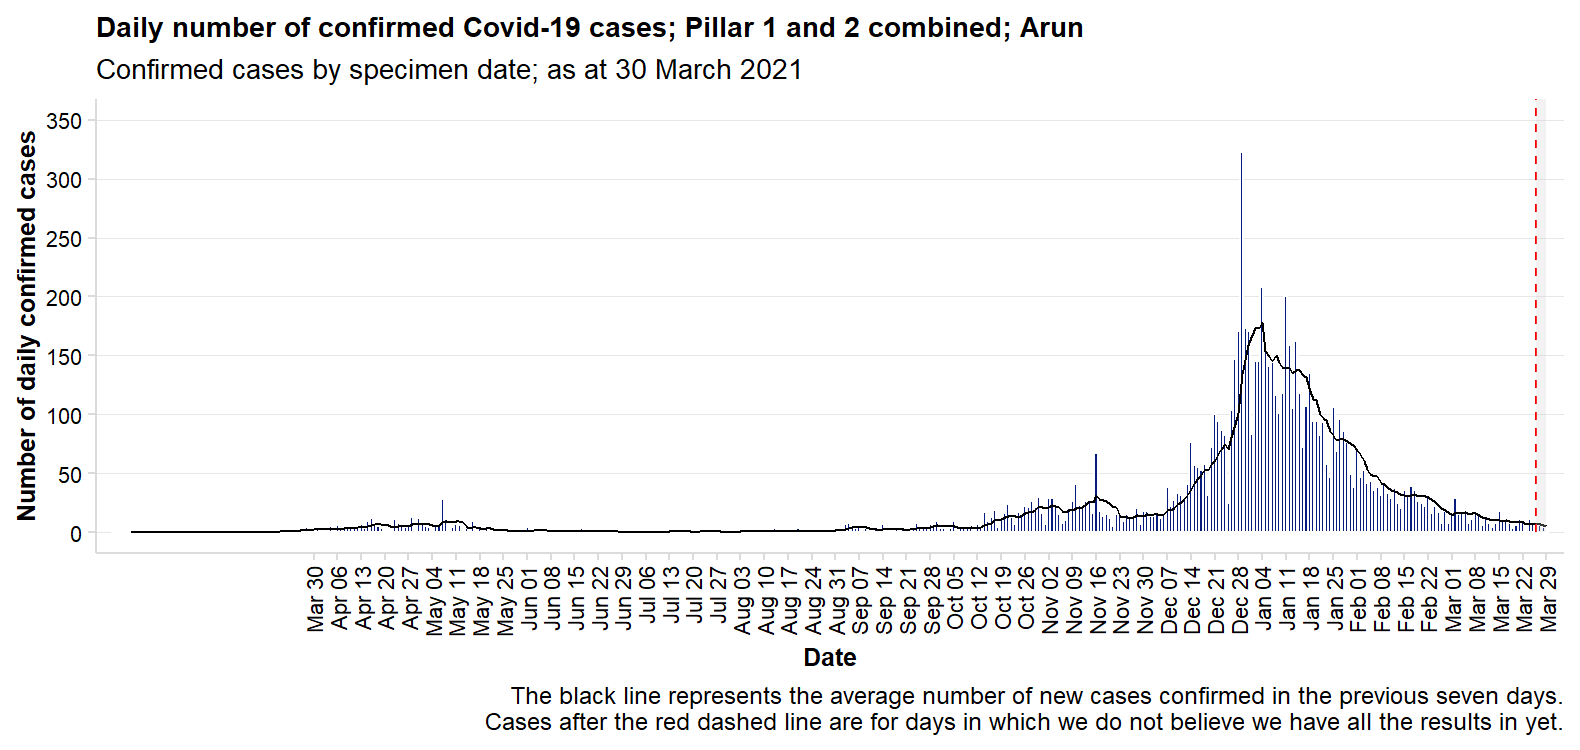 Daily number of confirmed Covid-19 cases; Pillar 1 and 2 combined; Arun
Confirmed cases by specimen date; as at 30 March 2021
Number of daily confirmed cases
350
300
250
200
150
100
50
0
Mar 30
Apr 06
Apr 13
Apr 20
Apr 27
May 04
May 11
May 18
May 25
Jun 01
Jun 08
Jun 15
Jun 22
Jun 29
Jul 06
Jul 13
Jul 20
Jul 27
Aug 03
Aug 10
Aug 17
Aug 24
Aug 31
Sep 07
Sep 14
Sep 21
Sep 28
Oct 05
Oct 12
Oct 19
Oct 26
Nov 02
Nov 09
Nov 16
Nov 23
Nov 30
Dec 07
Dec 14
Dec 21
Dec 28
Jan 04
Jan 11
Jan 18
Jan 25
Feb 01
Feb 08
Feb 15
Feb 22
Mar 01
Mar 08
Mar 15
Mar 22
Mar 29
Date
The black line represents the average number of new cases confirmed in the previous seven days.
Cases after the red dashed line are for days in which we do not believe we have all the results in yet.